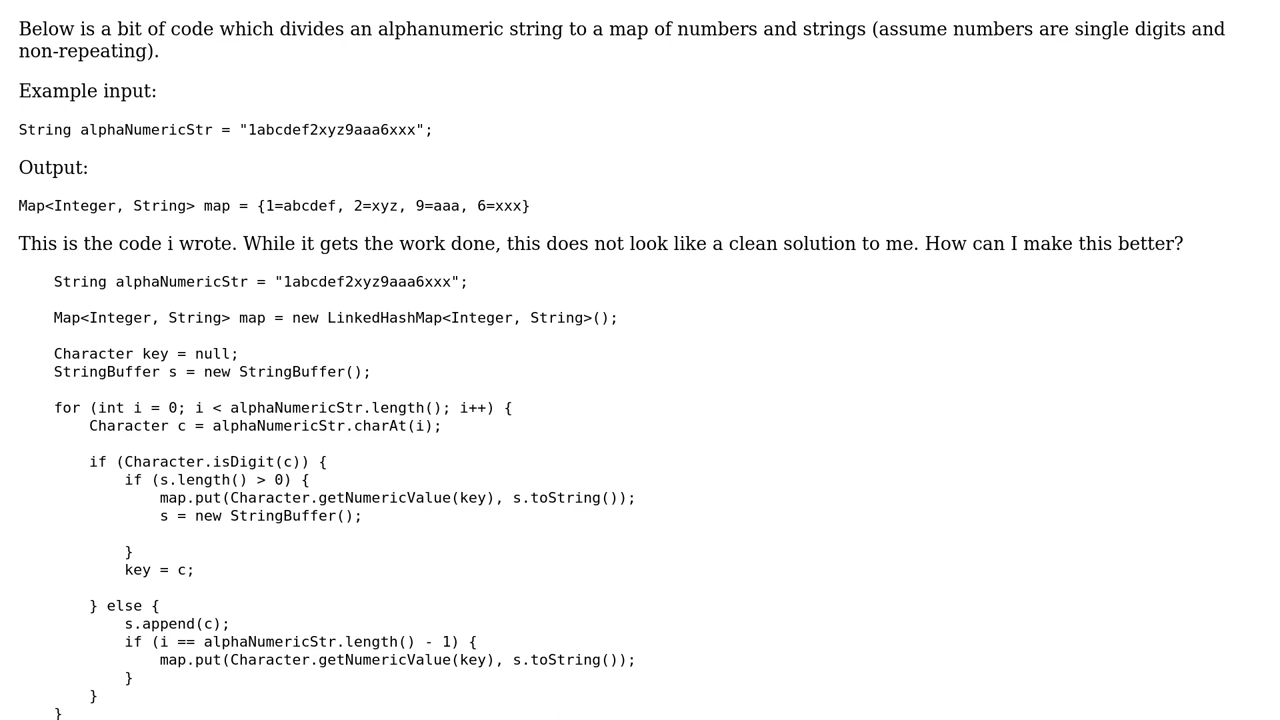 Below is a bit of code which divides an alphanumeric string to a map of numbers and strings (assume numbers are single digits and
non-repeating).
Example input:
String alphaNumericStr = "1abcdef2xyz9aaa6xxx";
Output:
Map<Integer, String> map = {1=abcdef, 2=xyz, 9=aaa, 6=xxx}
This is the code i wrote. While it gets the work done, this does not look like a clean solution to me. How can I make this better?
    String alphaNumericStr = "1abcdef2xyz9aaa6xxx";
    Map<Integer, String> map = new LinkedHashMap<Integer, String>();
    Character key = null;
    StringBuffer s = new StringBuffer();
    for (int i = 0; i < alphaNumericStr.length(); i++) {
        Character c = alphaNumericStr.charAt(i);
        if (Character.isDigit(c)) {
            if (s.length() > 0) {
                map.put(Character.getNumericValue(key), s.toString());
                s = new StringBuffer();
            }
            key = c;
        } else {
            s.append(c);
            if (i == alphaNumericStr.length() - 1) {
                map.put(Character.getNumericValue(key), s.toString());
            }
        }
    }